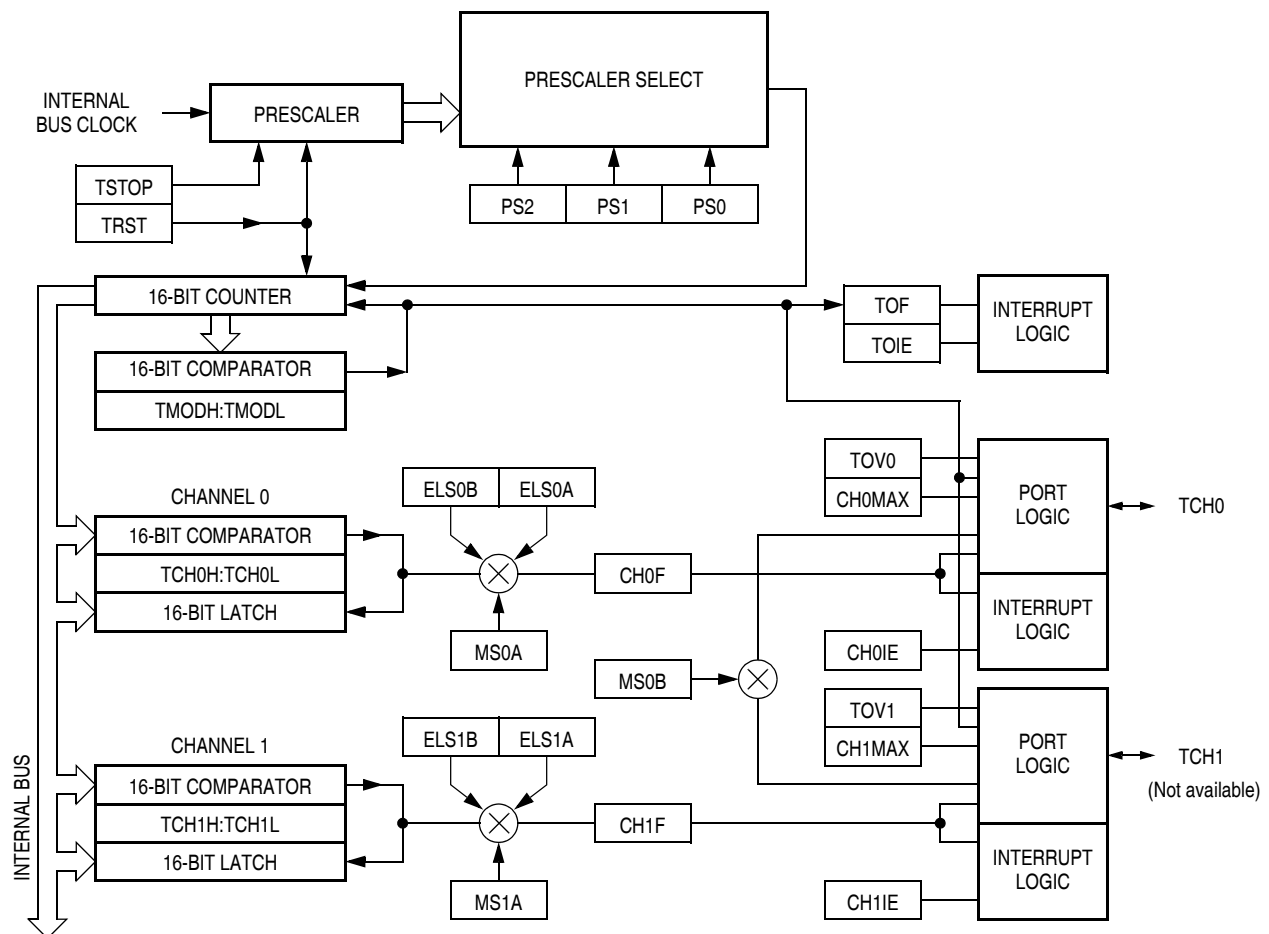 PRESCALER SELECT
INTERNAL
BUS CLOCK
PRESCALER
TSTOP
TRST
PS2
PS1
PS0
16-BIT COUNTER
16-BIT COMPARATOR
TMODH:TMODL
TOF
TOIE
INTERRUPT
LOGIC
CHANNEL 0
16-BIT COMPARATOR
TCH0H:TCH0L
16-BIT LATCH
ELS0B
ELS0A
MS0A
CH0F
TOV0
CH0MAX
PORT
LOGIC
TCH0
INTERRUPT
LOGIC
CH0IE
MS0B
CHANNEL 1
16-BIT COMPARATOR
TCH1H:TCH1L
16-BIT LATCH
ELS1B
ELS1A
MS1A
CH1F
TOV1
CH1MAX
PORT
LOGIC
TCH1
(Not available)
INTERRUPT
LOGIC
CH1IE
INTERNAL BUS